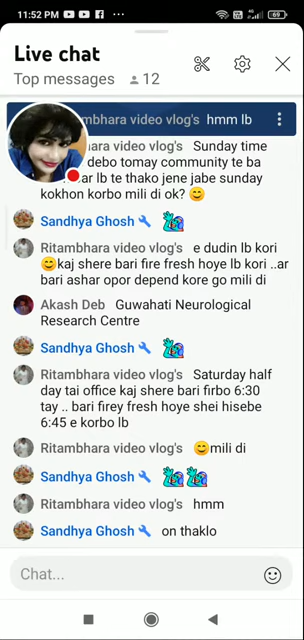 11:52 PM
69
Live chat
Top messages 12
ambhara video vlog's hmm lb
ara video vlog's Sunday time
debo tomay community te ba
ar lb te thako jene jabe sunday
kokhon korbo mili di ok? 😊
Sandhya Ghosh
Ritambhara video vlog's e dudin lb kori
😊kaj shere bari fire fresh hoye lb kori ..ar
bari ashar opor depend kore go mili di
Akash Deb Guwahati Neurological
Research Centre
Sandhya Ghosh
Ritambhara video vlog's Saturday half
day tai office kaj shere bari firbo 6:30
tay .. bari firey fresh hoye shei hisebe
6:45 e korbo lb
Ritambhara video vlog's 😊mili di
Sandhya Ghosh
Ritambhara video vlog's hmm
Sandhya Ghosh on thaklo
Chat...